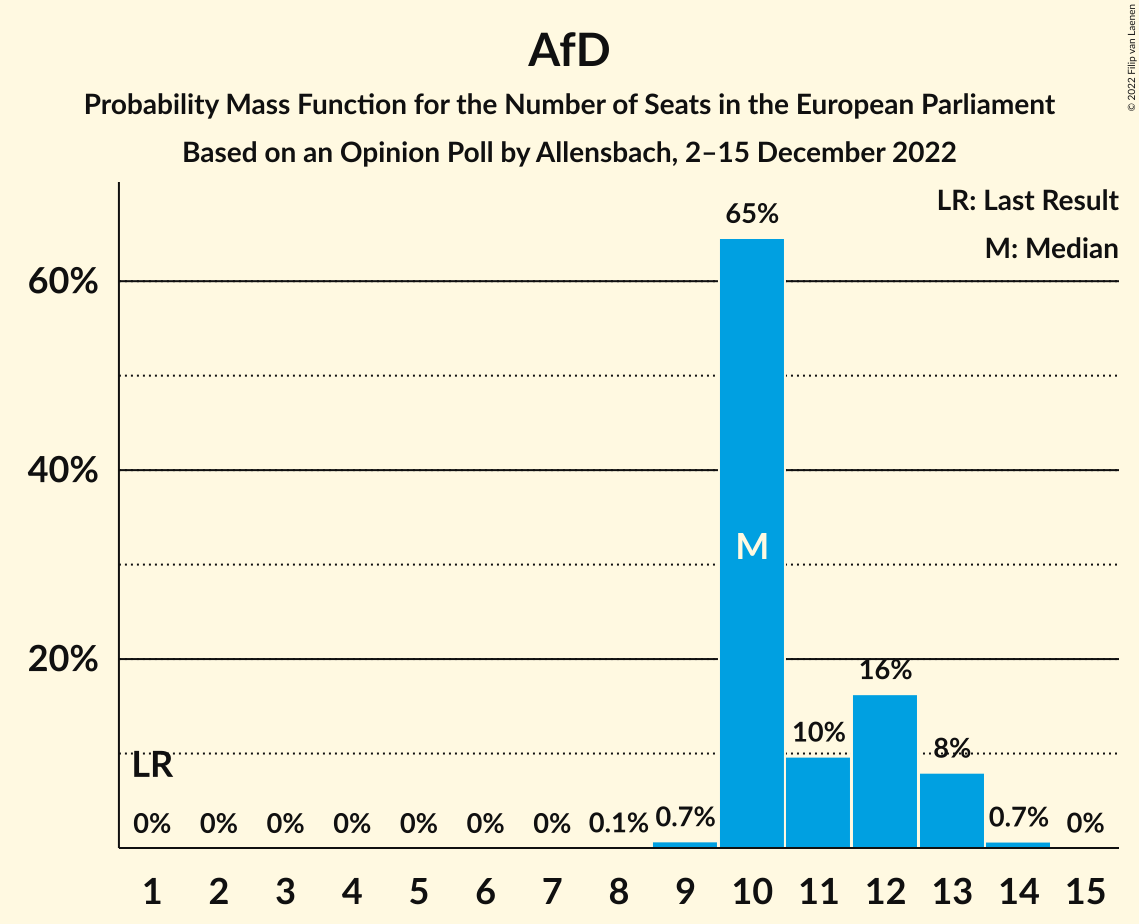 AfD
Probability Mass Function for the Number of Seats in the European Parliament
Based on an Opinion Poll by Allensbach, 2–15 December 2022
© 2022 Filip van Laenen
LR: Last Result
M: Median
65%
60%
40%
M
20%
16%
10%
8%
LR
0% 0% 0% 0% 0% 0% 0% 0.1% 0.7% 0.7% 0%
1 2 3 4 5 6 7 8 9 10 11 12 13 14 15